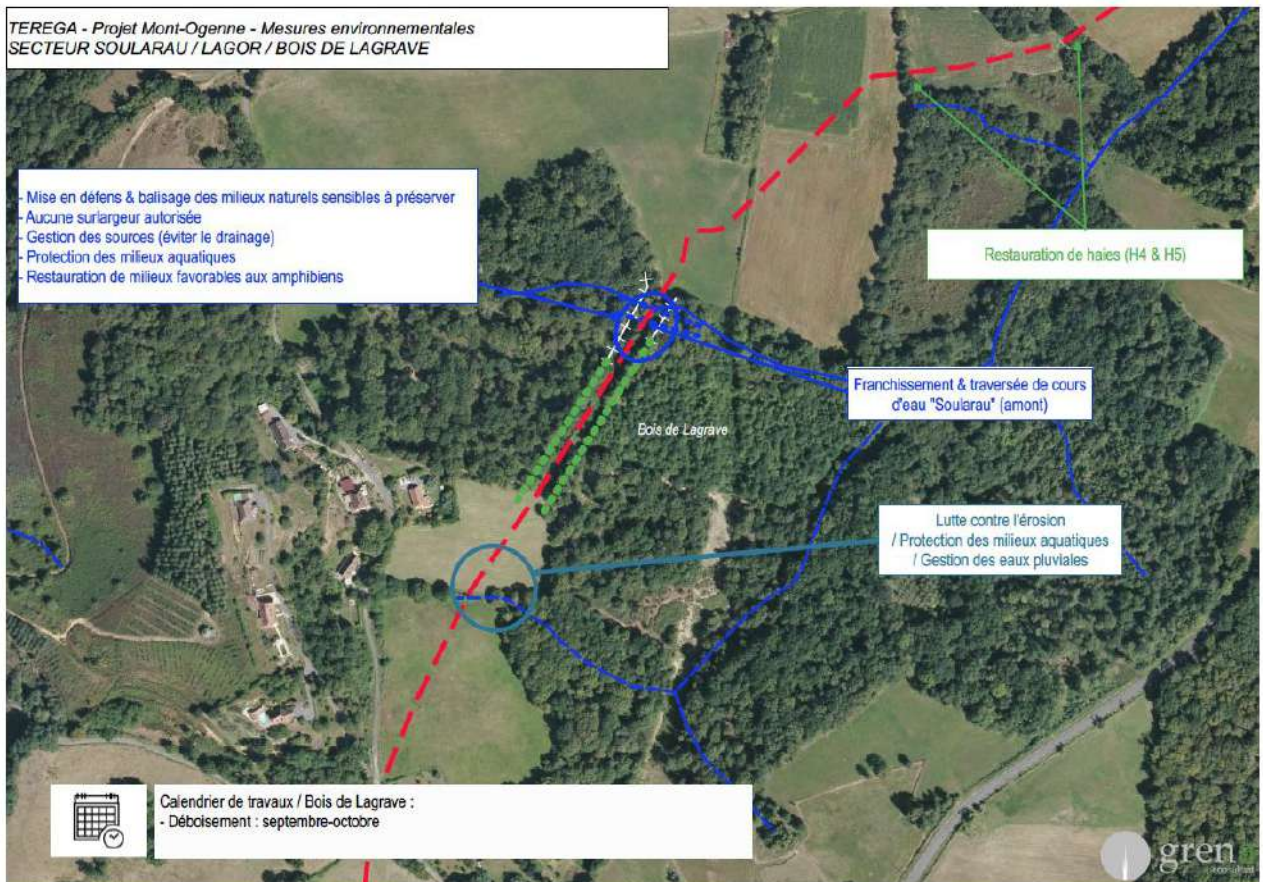 TEREGA - Projet Mont-Ogenne - Mesures environnementales
SECTEUR SOULARAU / LAGOR / BOIS DE LAGRAVE
- Mise en défens & balisage des milieux naturels sensibles à préserver
- Aucune surlargeur autorisée
- Gestion des sources (éviter le drainage)
- Protection des milieux aquatiques
- Restauration de milieux favorables aux amphibiens
Restauration de haies (H4 & H5)
Franchissement & traversée de cours
d'eau "Soularau" (amont)
Bois de Lagrave
Lutte contre l'érosion
/ Protection des milieux aquatiques
/ Gestion des eaux pluviales
Calendrier de travaux / Bois de Lagrave :
- Déboisement : septembre-octobre